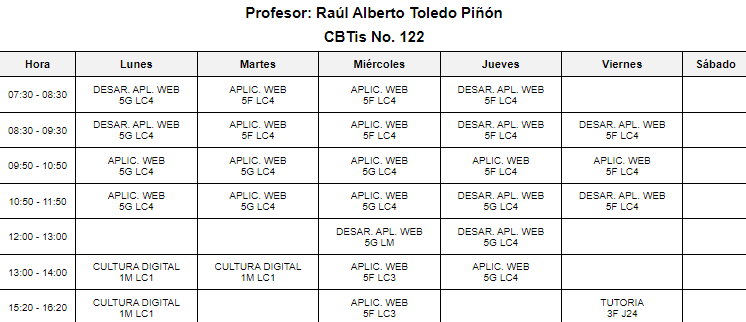 Profesor: Raúl Alberto Toledo Piñón
CBTis No. 122
Hora Lunes Martes Miércoles Jueves Viernes Sábado
07:30 - 08:30 DESAR. APL. WEB APLIC. WEB APLIC. WEB DESAR. APL. WEB
5G LC4 5F LC4 5F LC4 5F LC4
08:30 - 09:30 DESAR. APL. WEB APLIC. WEB APLIC. WEB DESAR. APL. WEB DESAR. APL. WEB
5G LC4 5F LC4 5F LC4 5F LC4 5F LC4
09:50 - 10:50 APLIC. WEB APLIC. WEB APLIC. WEB APLIC. WEB APLIC. WEB
5G LC4 5G LC4 5G LC4 5F LC4 5F LC4
10:50 - 11:50 APLIC. WEB APLIC. WEB APLIC. WEB DESAR. APL. WEB DESAR. APL. WEB
5G LC4 5G LC4 5G LC4 5G LC4 5F LC4
12:00 - 13:00 DESAR. APL. WEB DESAR. APL. WEB
5G LM 5G LC4
13:00 - 14:00 CULTURA DIGITAL CULTURA DIGITAL APLIC. WEB APLIC. WEB
1M LC1 1M LC1 5F LC3 5G LC4
15:20 - 16:20 CULTURA DIGITAL APLIC. WEB TUTORIA
1M LC1 5F LC3 3F J24